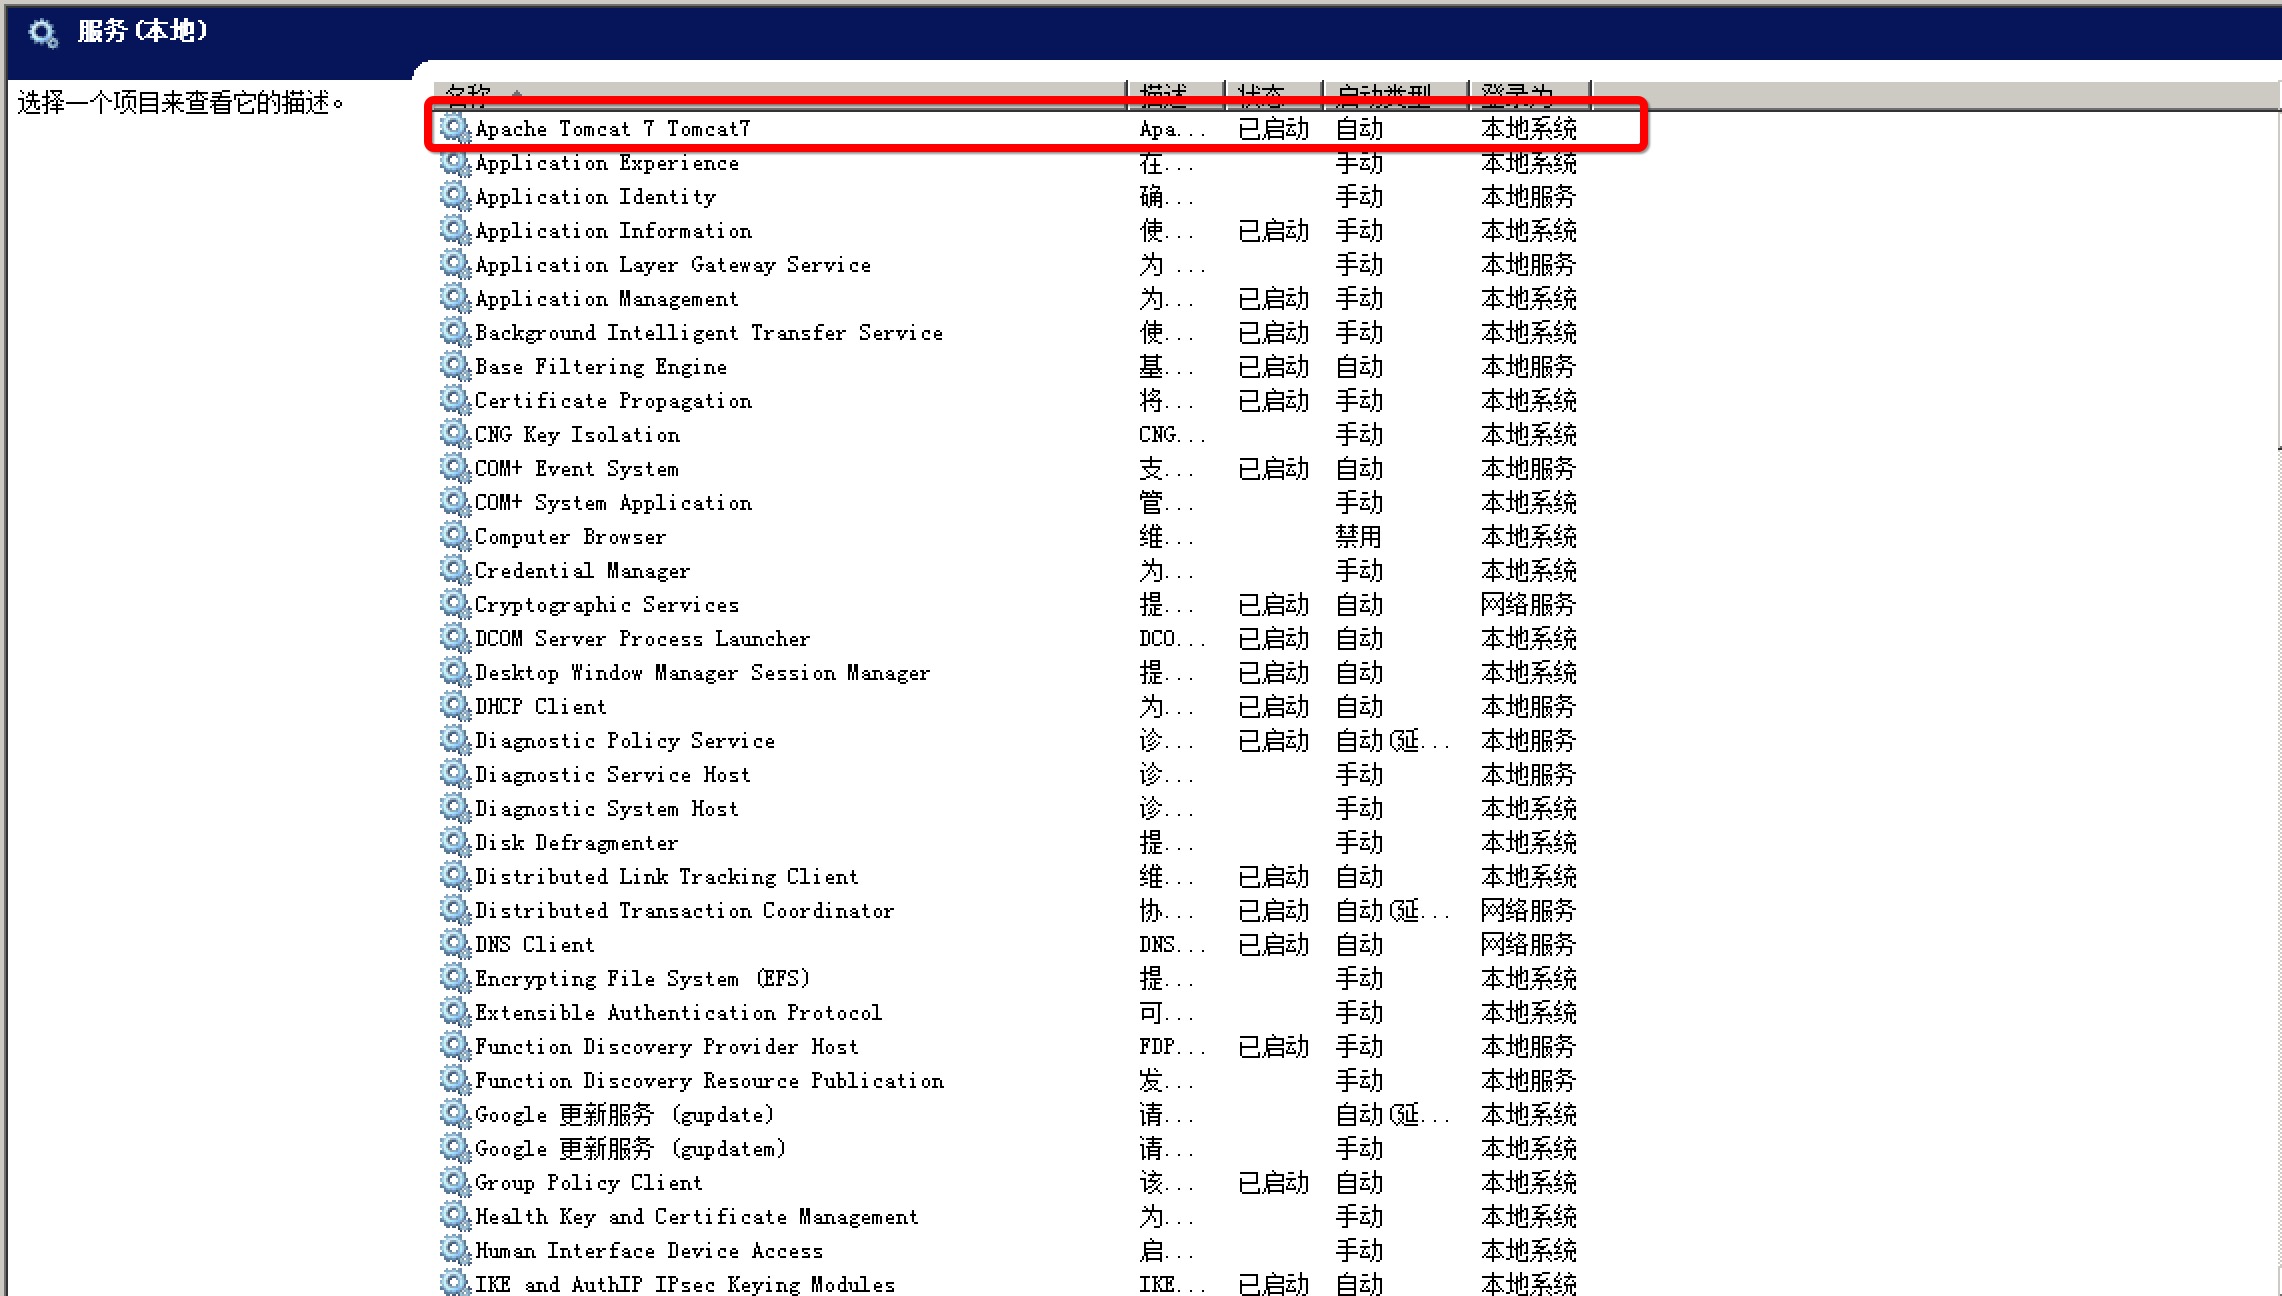 服务(本地)
选择一个项目来查看它的描述。
名称 描述 状态 启动类型 登录为
Apache Tomcat 7 Tomcat7 Apa... 已启动 自动 本地系统
Application Experience 在... 手动 本地系统
Application Identity 确... 手动 本地服务
Application Information 使... 已启动 手动 本地系统
Application Layer Gateway Service 为 ... 手动 本地服务
Application Management 为... 已启动 手动 本地系统
Background Intelligent Transfer Service 使... 已启动 手动 本地系统
Base Filtering Engine 基... 已启动 自动 本地服务
Certificate Propagation 将... 已启动 手动 本地系统
CNG Key Isolation CNG... 手动 本地系统
COM+ Event System 支... 已启动 自动 本地服务
COM+ System Application 管... 手动 本地系统
Computer Browser 维... 禁用 本地系统
Credential Manager 为... 手动 本地系统
Cryptographic Services 提... 已启动 自动 网络服务
DCOM Server Process Launcher DCO... 已启动 自动 本地系统
Desktop Window Manager Session Manager 提... 已启动 自动 本地系统
DHCP Client 为... 已启动 自动 本地服务
Diagnostic Policy Service 诊... 已启动 自动(延... 本地服务
Diagnostic Service Host 诊... 手动 本地服务
Diagnostic System Host 诊... 手动 本地系统
Disk Defragmenter 提... 手动 本地系统
Distributed Link Tracking Client 维... 已启动 自动 本地系统
Distributed Transaction Coordinator 协... 已启动 自动(延... 网络服务
DNS Client DNS... 已启动 自动 网络服务
Encrypting File System (EFS) 提... 手动 本地系统
Extensible Authentication Protocol 可... 手动 本地系统
Function Discovery Provider Host FDP... 已启动 手动 本地服务
Function Discovery Resource Publication 发... 手动 本地服务
Google 更新服务 (gupdate) 请... 自动(延... 本地系统
Google 更新服务 (gupdatem) 请... 手动 本地系统
Group Policy Client 该... 已启动 自动 本地系统
Health Key and Certificate Management 为... 手动 本地系统
Human Interface Device Access 启... 手动 本地系统
IKE and AuthIP IPsec Keying Modules IKE... 已启动 自动 本地系统